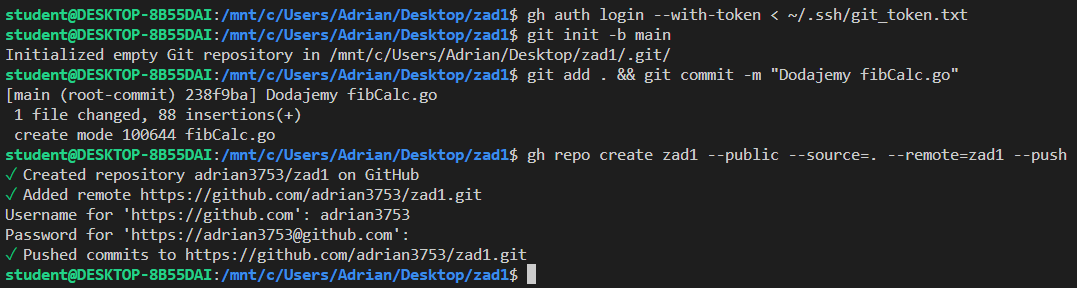 student@DESKTOP-8B55DAI:/mnt/c/Users/Adrian/Desktop/zad1$ gh auth login --with-token < ~/.ssh/git_token.txt
student@DESKTOP-8B55DAI:/mnt/c/Users/Adrian/Desktop/zad1$ git init -b main
Initialized empty Git repository in /mnt/c/Users/Adrian/Desktop/zad1/.git/
student@DESKTOP-8B55DAI:/mnt/c/Users/Adrian/Desktop/zad1$ git add . && git commit -m "Dodajemy fibCalc.go"
[main (root-commit) 238f9ba] Dodajemy fibCalc.go
 1 file changed, 88 insertions(+)
 create mode 100644 fibCalc.go
student@DESKTOP-8B55DAI:/mnt/c/Users/Adrian/Desktop/zad1$ gh repo create zad1 --public --source=. --remote=zad1 --push
✓ Created repository adrian3753/zad1 on GitHub
✓ Added remote https://github.com/adrian3753/zad1.git
Username for 'https://github.com': adrian3753
Password for 'https://adrian3753@github.com':
✓ Pushed commits to https://github.com/adrian3753/zad1.git
student@DESKTOP-8B55DAI:/mnt/c/Users/Adrian/Desktop/zad1$